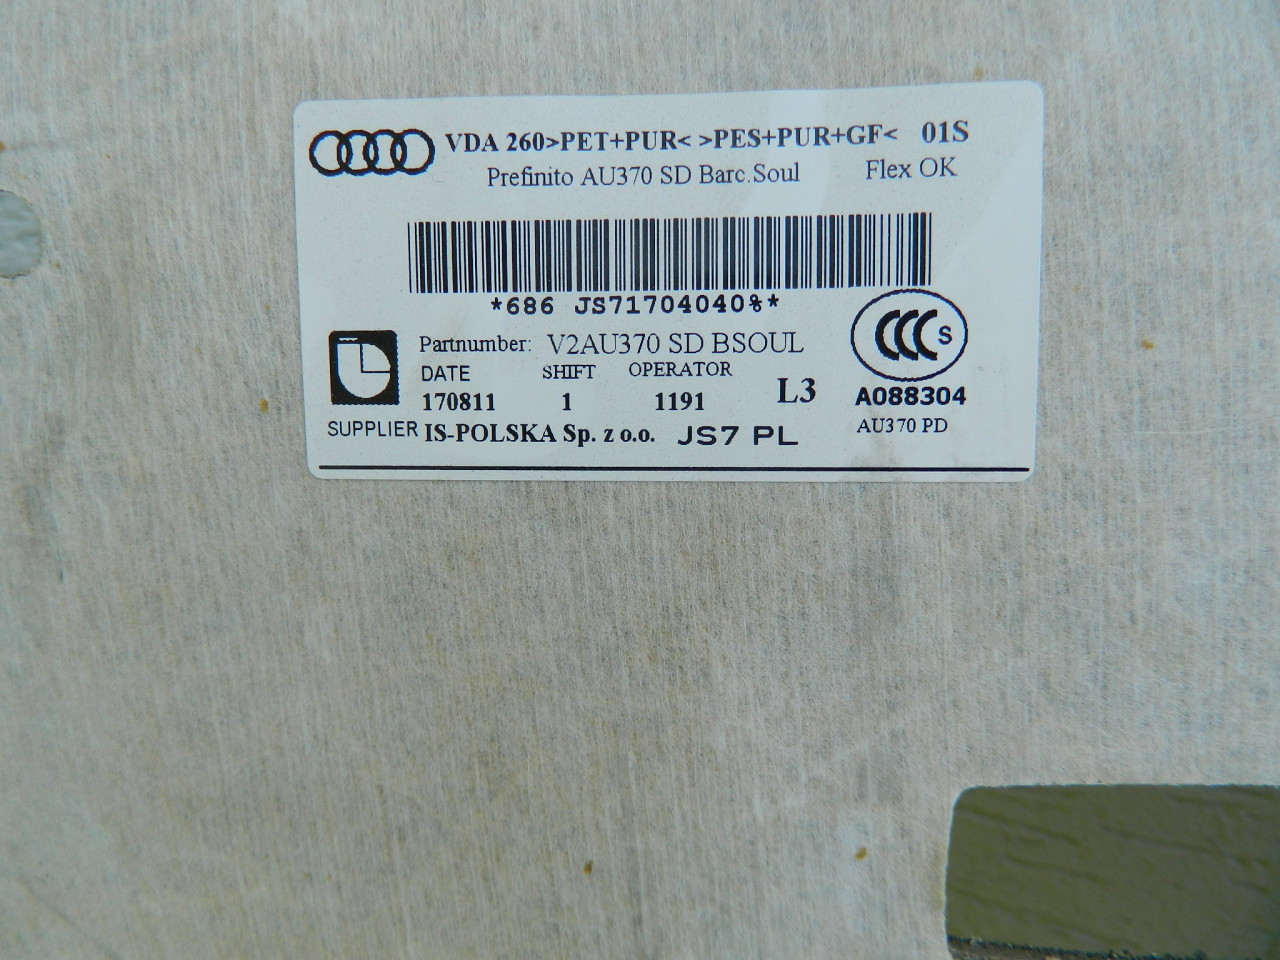 VDA 260>PET+PUR< >PES+PUR+GF< 01S
Prefinito AU370 SD Barc.Soul Flex OK
*686 JS71704040%*
Partnumber: V2AU370 SD BSOUL
CCC S
DATE SHIFT OPERATOR
170811 1 1191 L3 A088304
SUPPLIER IS-POLSKA Sp. z o.o. JS7 PL AU370 PD